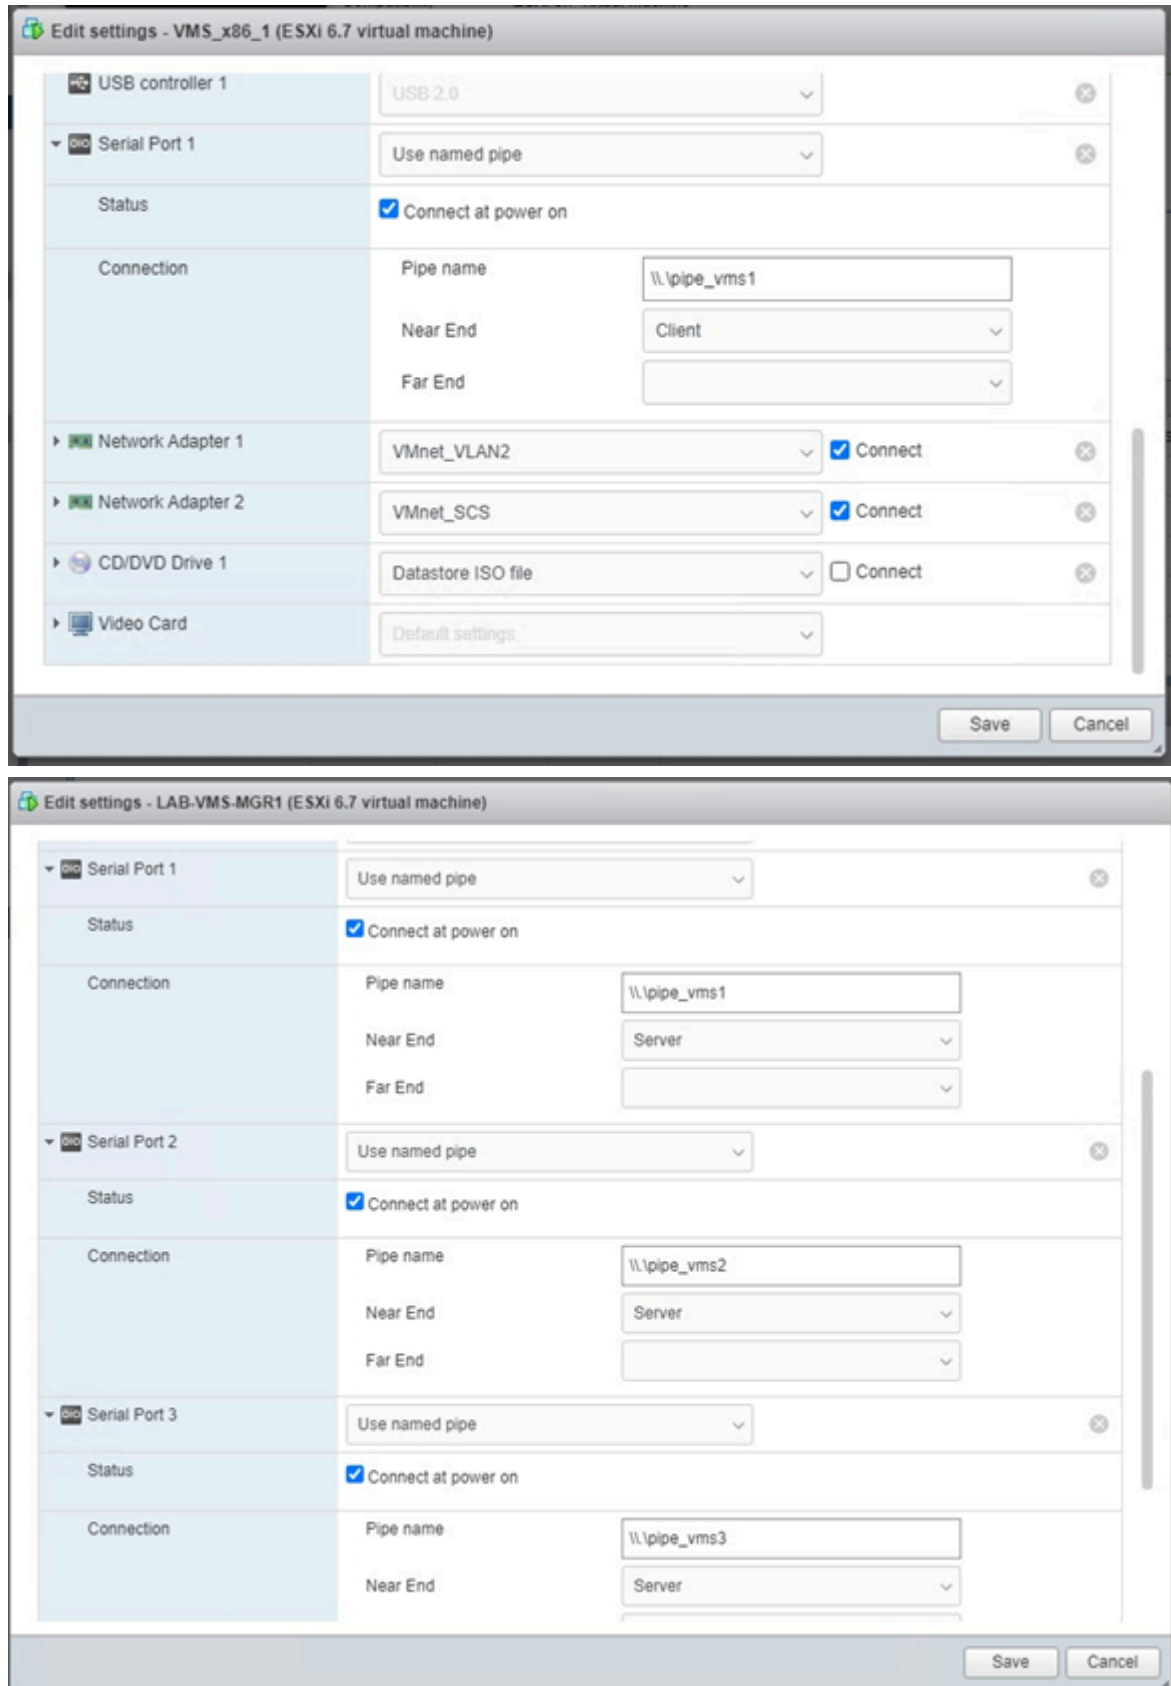 Edit settings - VMS_x86_1 (ESXi 6.7 virtual machine)
USB controller 1 USB 2.0
Serial Port 1 Use named pipe
Status Connect at power on
Connection Pipe name \\.\pipe_vms1
Near End Client
Far End
Network Adapter 1 VMnet_VLAN2 Connect
Network Adapter 2 VMnet_SCS Connect
CD/DVD Drive 1 Datastore ISO file Connect
Video Card Default settings
Save Cancel
Edit settings - LAB-VMS-MGR1 (ESXi 6.7 virtual machine)
Serial Port 1 Use named pipe
Status Connect at power on
Connection Pipe name \\.\pipe_vms1
Near End Server
Far End
Serial Port 2 Use named pipe
Status Connect at power on
Connection Pipe name \\.\pipe_vms2
Near End Server
Far End
Serial Port 3 Use named pipe
Status Connect at power on
Connection Pipe name \\.\pipe_vms3
Near End Server
Save Cancel